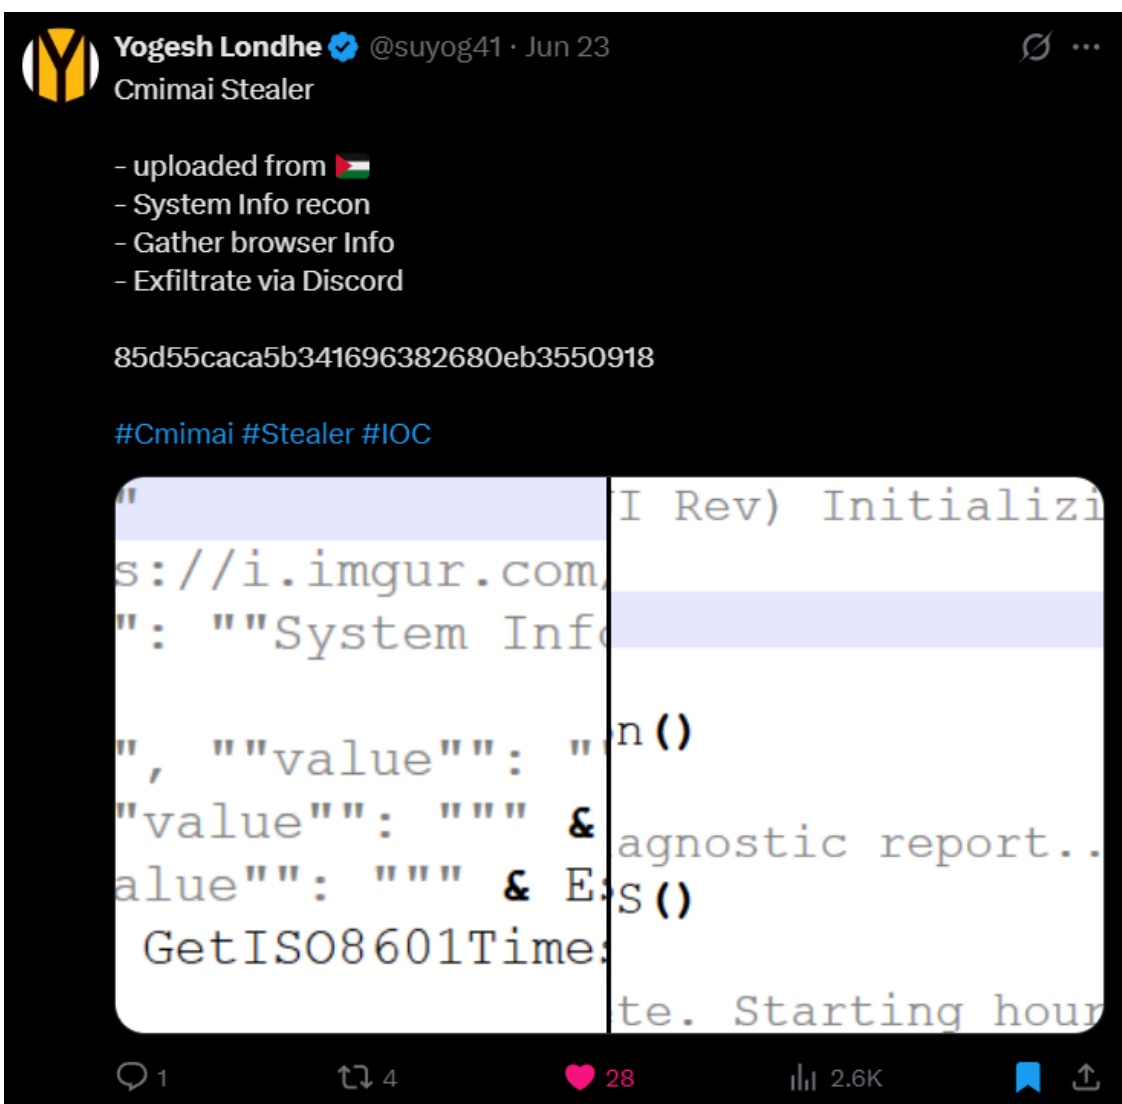 Yogesh Londhe @suyog41 · Jun 23
Cmimai Stealer
- uploaded from 🇵🇸
- System Info recon
- Gather browser Info
- Exfiltrate via Discord
85d55caca5b341696382680eb3550918
#Cmimai #Stealer #IOC
"
s://i.imgur.com/
": ""System Info
", ""value"": ""
"value"": """ &
alue"": """ & Es
GetISO8601Times
I Rev) Initializi
n()
agnostic report..
S()
te. Starting hour
1 4 28 2.6K